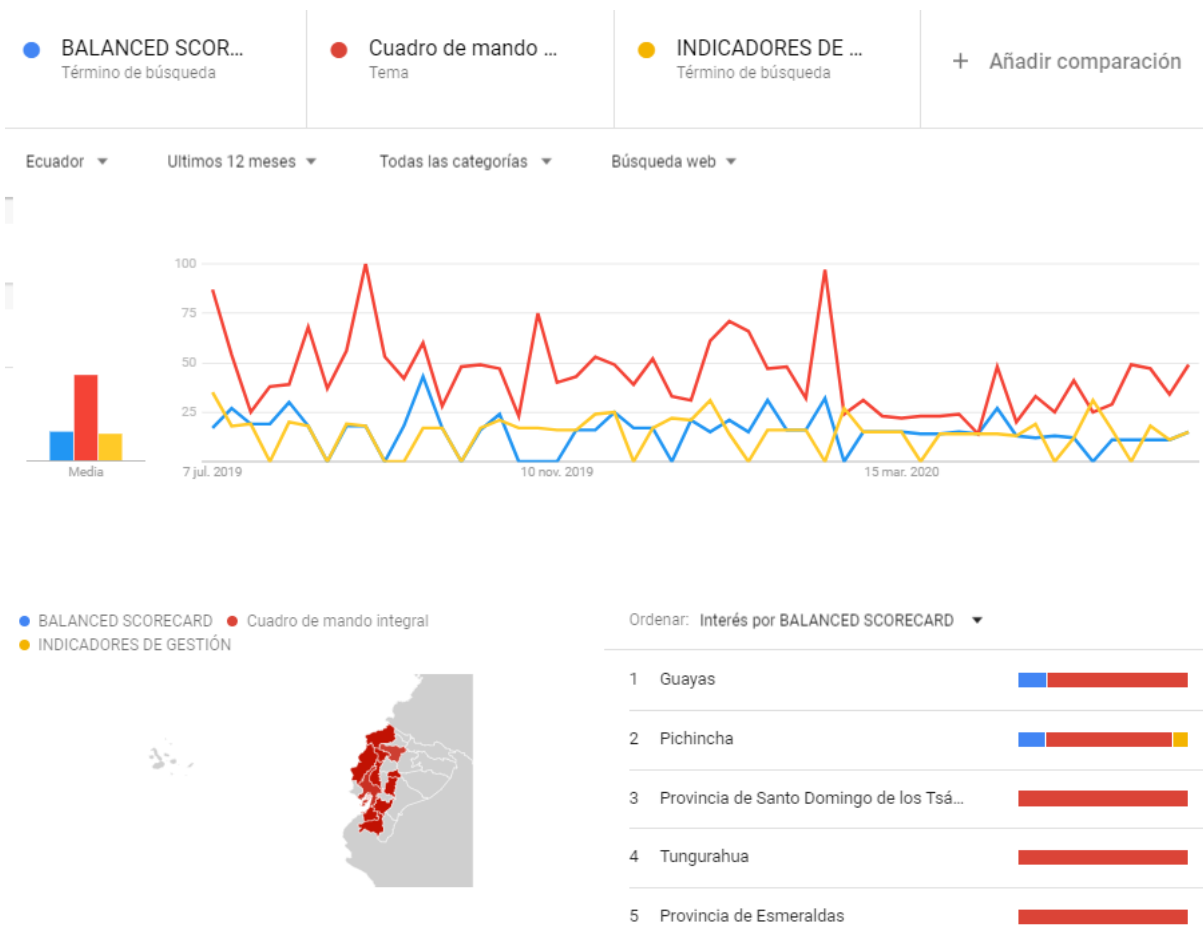 BALANCED SCOR...
Término de búsqueda
Cuadro de mando ...
Tema
INDICADORES DE ...
Término de búsqueda
+ Añadir comparación
Ecuador
Ultimos 12 meses
Todas las categorías
Búsqueda web
100
75
50
25
Media
7 jul. 2019
10 nov. 2019
15 mar. 2020
BALANCED SCORECARD
Cuadro de mando integral
INDICADORES DE GESTIÓN
Ordenar: Interés por BALANCED SCORECARD
1 Guayas
2 Pichincha
3 Provincia de Santo Domingo de los Tsá...
4 Tungurahua
5 Provincia de Esmeraldas